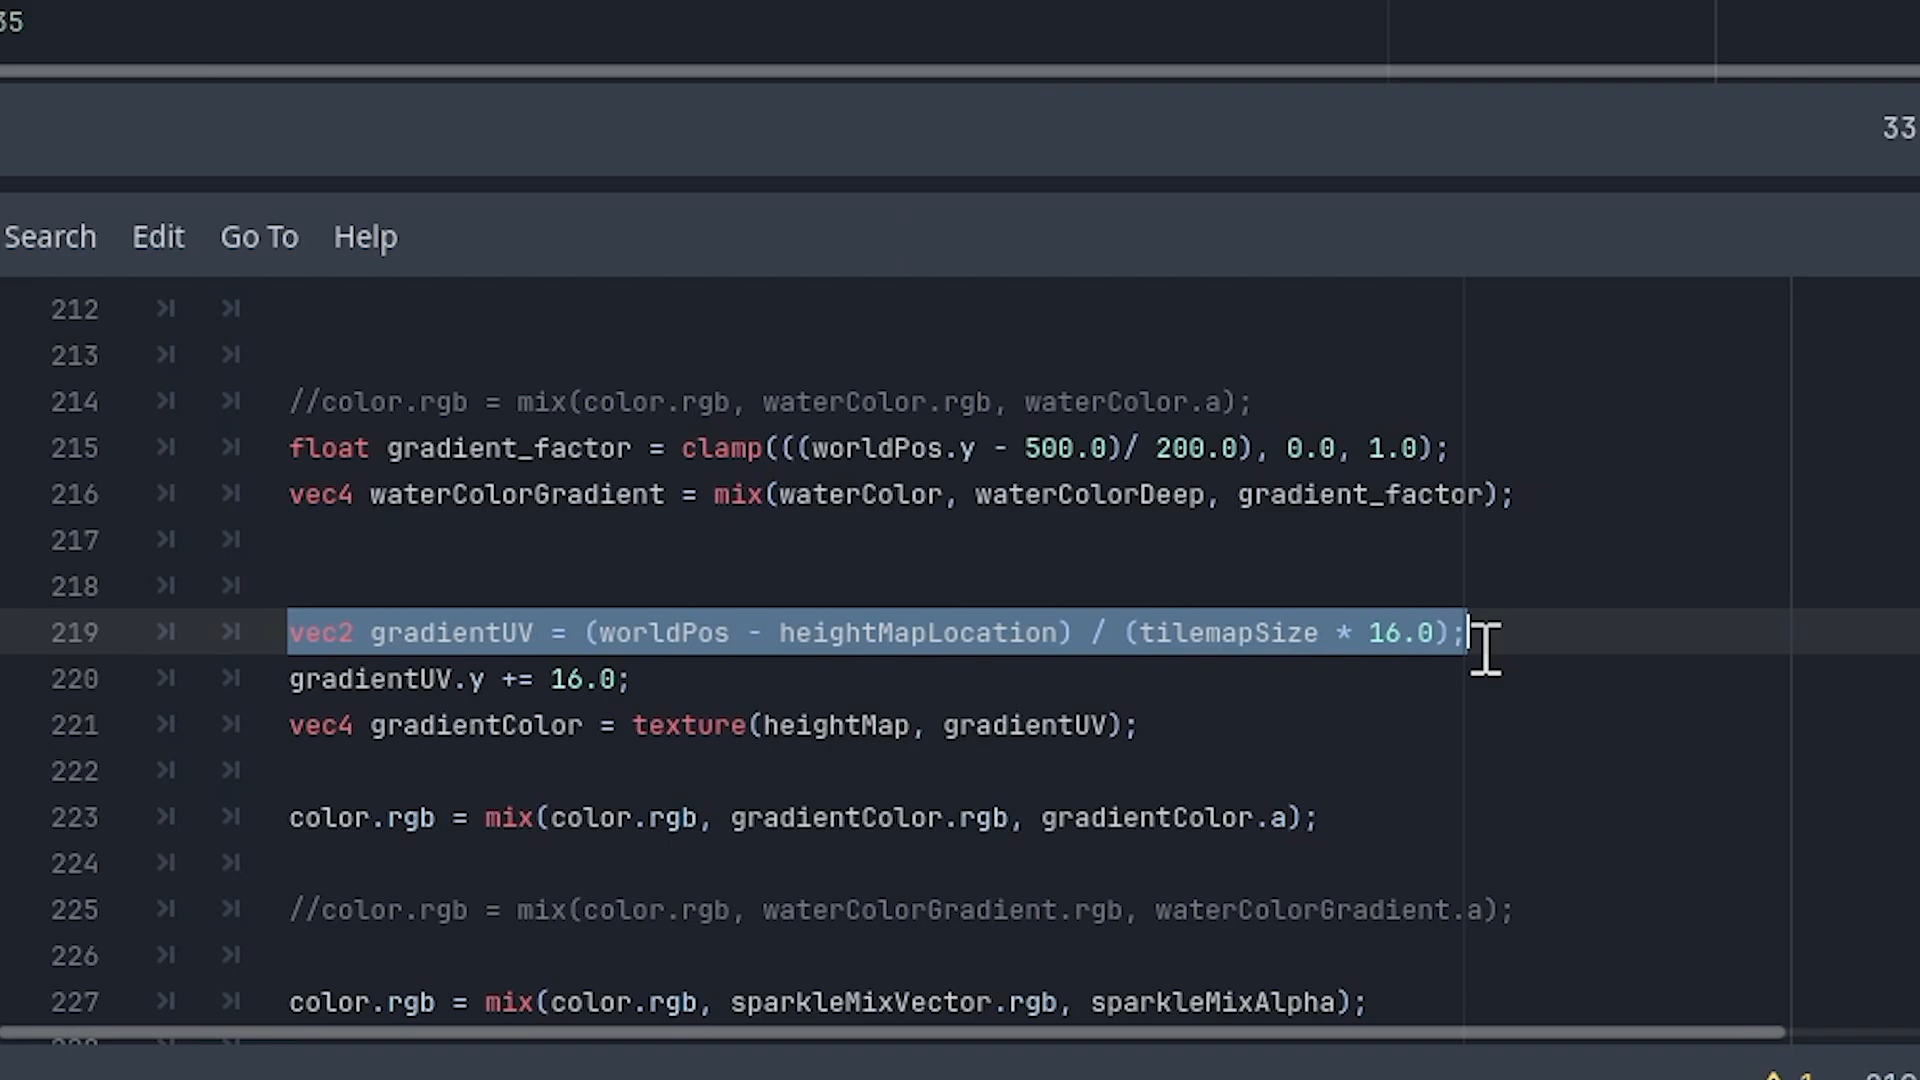 35
33
Search Edit Go To Help
212
213
214 //color.rgb = mix(color.rgb, waterColor.rgb, waterColor.a);
215 float gradient_factor = clamp(((worldPos.y - 500.0)/ 200.0), 0.0, 1.0);
216 vec4 waterColorGradient = mix(waterColor, waterColorDeep, gradient_factor);
217
218
219 vec2 gradientUV = (worldPos - heightMapLocation) / (tilemapSize * 16.0);
220 gradientUV.y += 16.0;
221 vec4 gradientColor = texture(heightMap, gradientUV);
222
223 color.rgb = mix(color.rgb, gradientColor.rgb, gradientColor.a);
224
225 //color.rgb = mix(color.rgb, waterColorGradient.rgb, waterColorGradient.a);
226
227 color.rgb = mix(color.rgb, sparkleMixVector.rgb, sparkleMixAlpha);